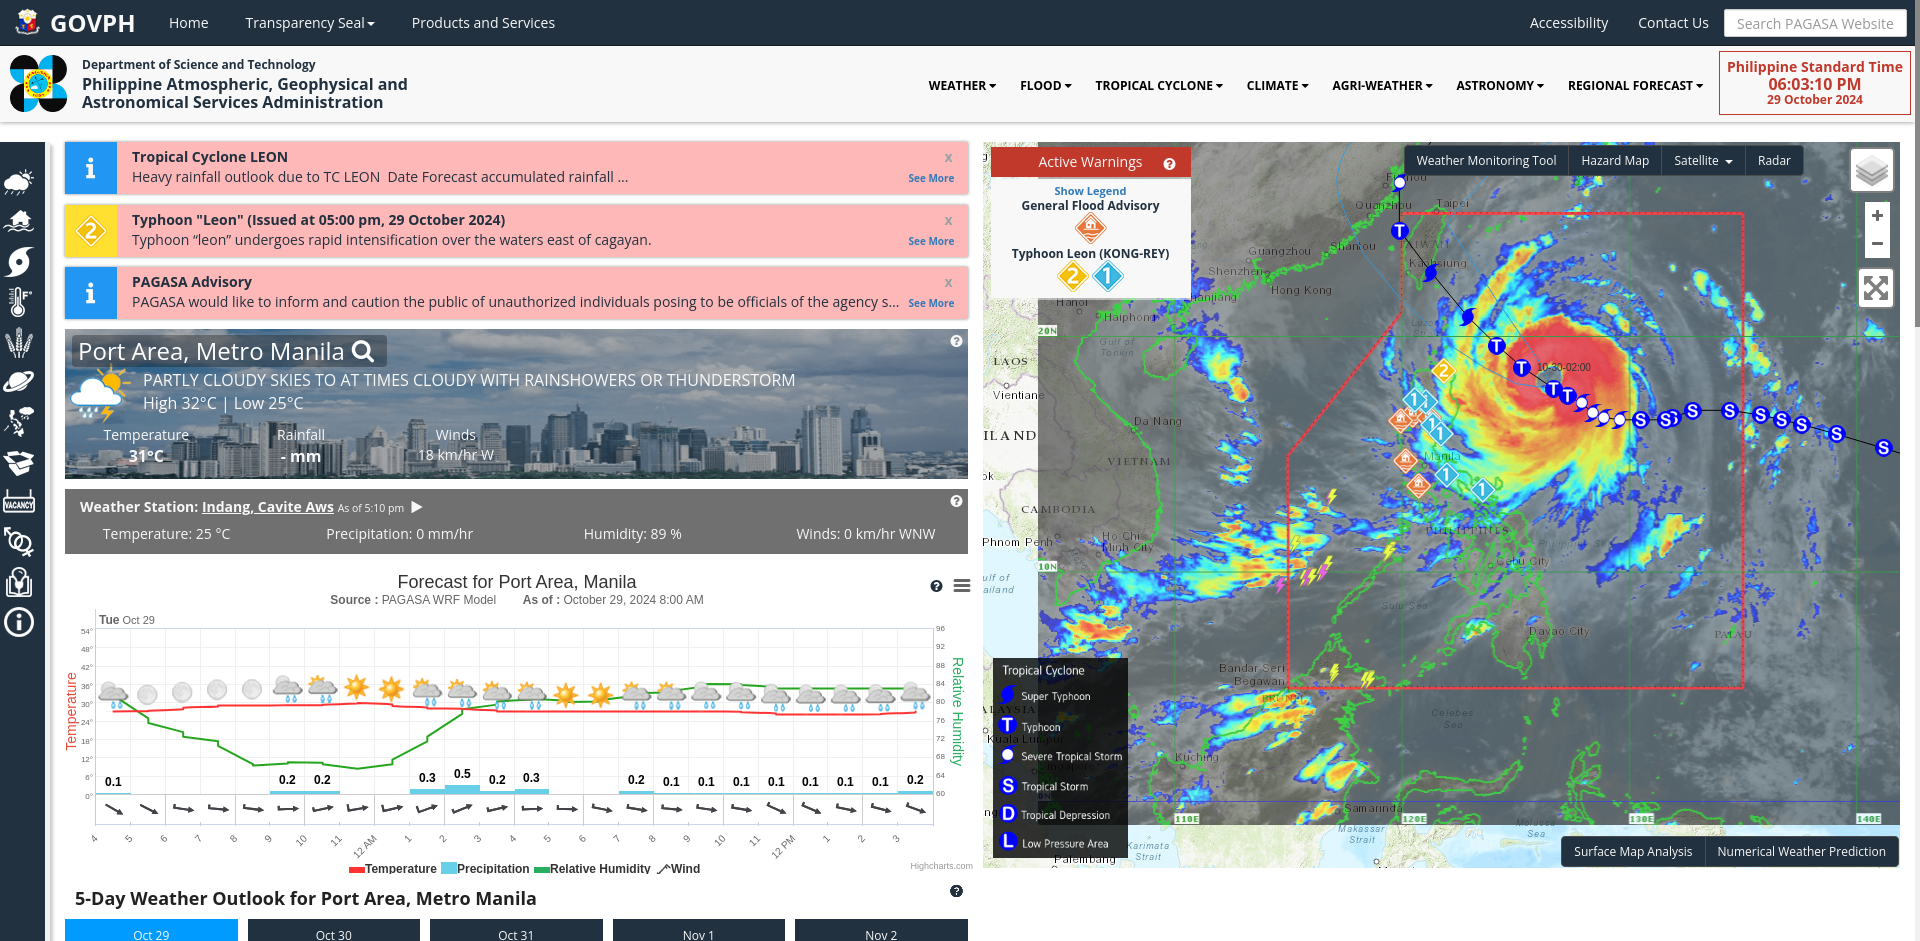 GOVPH
Home
Transparency Seal
Products and Services
Accessibility
Contact Us
Search PAGASA Website
Department of Science and Technology
Philippine Atmospheric, Geophysical and
Astronomical Services Administration
WEATHER
FLOOD
TROPICAL CYCLONE
CLIMATE
AGRI-WEATHER
ASTRONOMY
REGIONAL FORECAST
Philippine Standard Time
06:03:10 PM
29 October 2024
VACANCY
Tropical Cyclone LEON
x
Heavy rainfall outlook due to TC LEON Date Forecast accumulated rainfall ...
See More
2
Typhoon "Leon" (Issued at 05:00 pm, 29 October 2024)
x
Typhoon “leon” undergoes rapid intensification over the waters east of cagayan.
See More
PAGASA Advisory
x
PAGASA would like to inform and caution the public of unauthorized individuals posing to be officials of the agency s...
See More
Port Area, Metro Manila
PARTLY CLOUDY SKIES TO AT TIMES CLOUDY WITH RAINSHOWERS OR THUNDERSTORM
High 32°C | Low 25°C
Temperature
31°C
Rainfall
- mm
Winds
18 km/hr W
Weather Station: Indang, Cavite Aws As of 5:10 pm
Temperature: 25 °C
Precipitation: 0 mm/hr
Humidity: 89 %
Winds: 0 km/hr WNW
Forecast for Port Area, Manila
Source : PAGASA WRF Model As of : October 29, 2024 8:00 AM
Tue Oct 29
Temperature
54°
48°
42°
36°
30°
24°
18°
12°
6°
0°
Relative Humidity
96
92
88
84
80
76
72
68
64
60
0.1 0.2 0.2 0.3 0.5 0.2 0.3 0.2 0.1 0.1 0.1 0.1 0.1 0.1 0.1 0.2
4 5 6 7 8 9 10 11 12 AM 1 2 3 4 5 6 7 8 9 10 11 12 PM 1 2 3
Temperature Precipitation Relative Humidity Wind
Highcharts.com
5-Day Weather Outlook for Port Area, Metro Manila
Oct 29
Oct 30
Oct 31
Nov 1
Nov 2
Active Warnings
Show Legend
General Flood Advisory
Typhoon Leon (KONG-REY)
2 1
Weather Monitoring Tool
Hazard Map
Satellite
Radar
+
−
Quanzhou
Taipei
Guangzhou
Shantou
Kaohsiung
Shenzhen
Hong Kong
Zhanjiang
Hanoi
Haiphong
20N
Gulf of
Tonkin
LAOS
Vientiane
Da Nang
VIETNAM
CAMBODIA
Phnom Penh
Ho Chi
Minh City
10N
10-30-02:00
Manila
PHILIPPINES
Cebu City
Sulu Sea
Davao City
PALAU
Bandar Seri
Begawan
BRUNEI
Celebes
Sea
Kuala Lumpur
Kuching
Samarinda
110E
120E
130E
140E
Makassar
Strait
Molucca
Sea
Karimata
Strait
Palembang
Tropical Cyclone
Super Typhoon
T Typhoon
Severe Tropical Storm
S Tropical Storm
D Tropical Depression
L Low Pressure Area
Surface Map Analysis
Numerical Weather Prediction